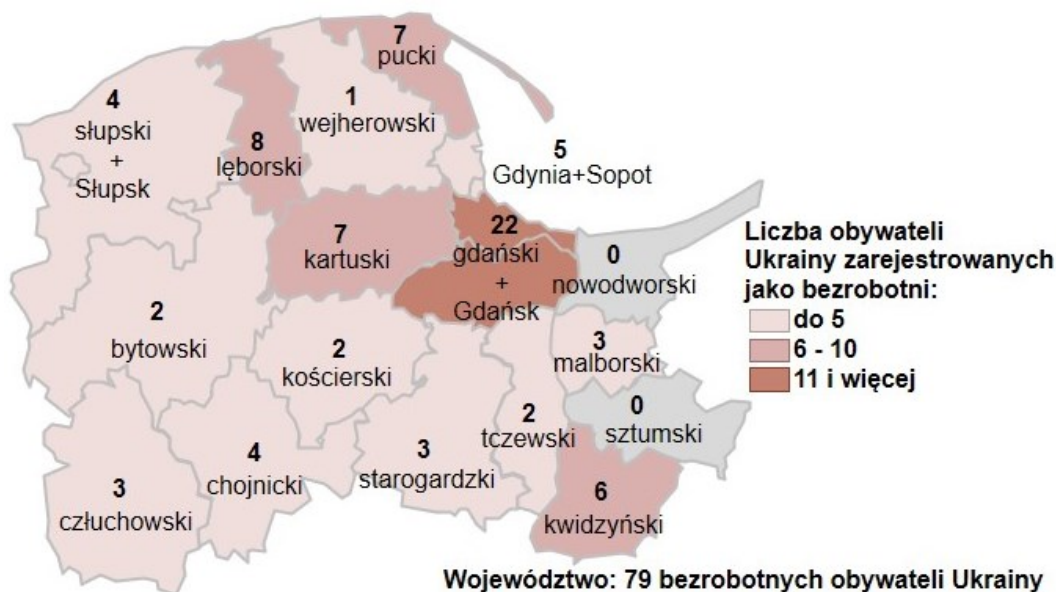 7
pucki
4
słupski
+
Słupsk
1
wejherowski
8
lęborski
5
Gdynia+Sopot
7
kartuski
22
gdański
+
Gdańsk
0
nowodworski
Liczba obywateli
Ukrainy zarejestrowanych
jako bezrobotni:
do 5
6 - 10
11 i więcej
2
bytowski
2
kościerski
3
malborski
0
sztumski
2
tczewski
3
starogardzki
4
chojnicki
3
człuchowski
6
kwidzyński
Województwo: 79 bezrobotnych obywateli Ukrainy